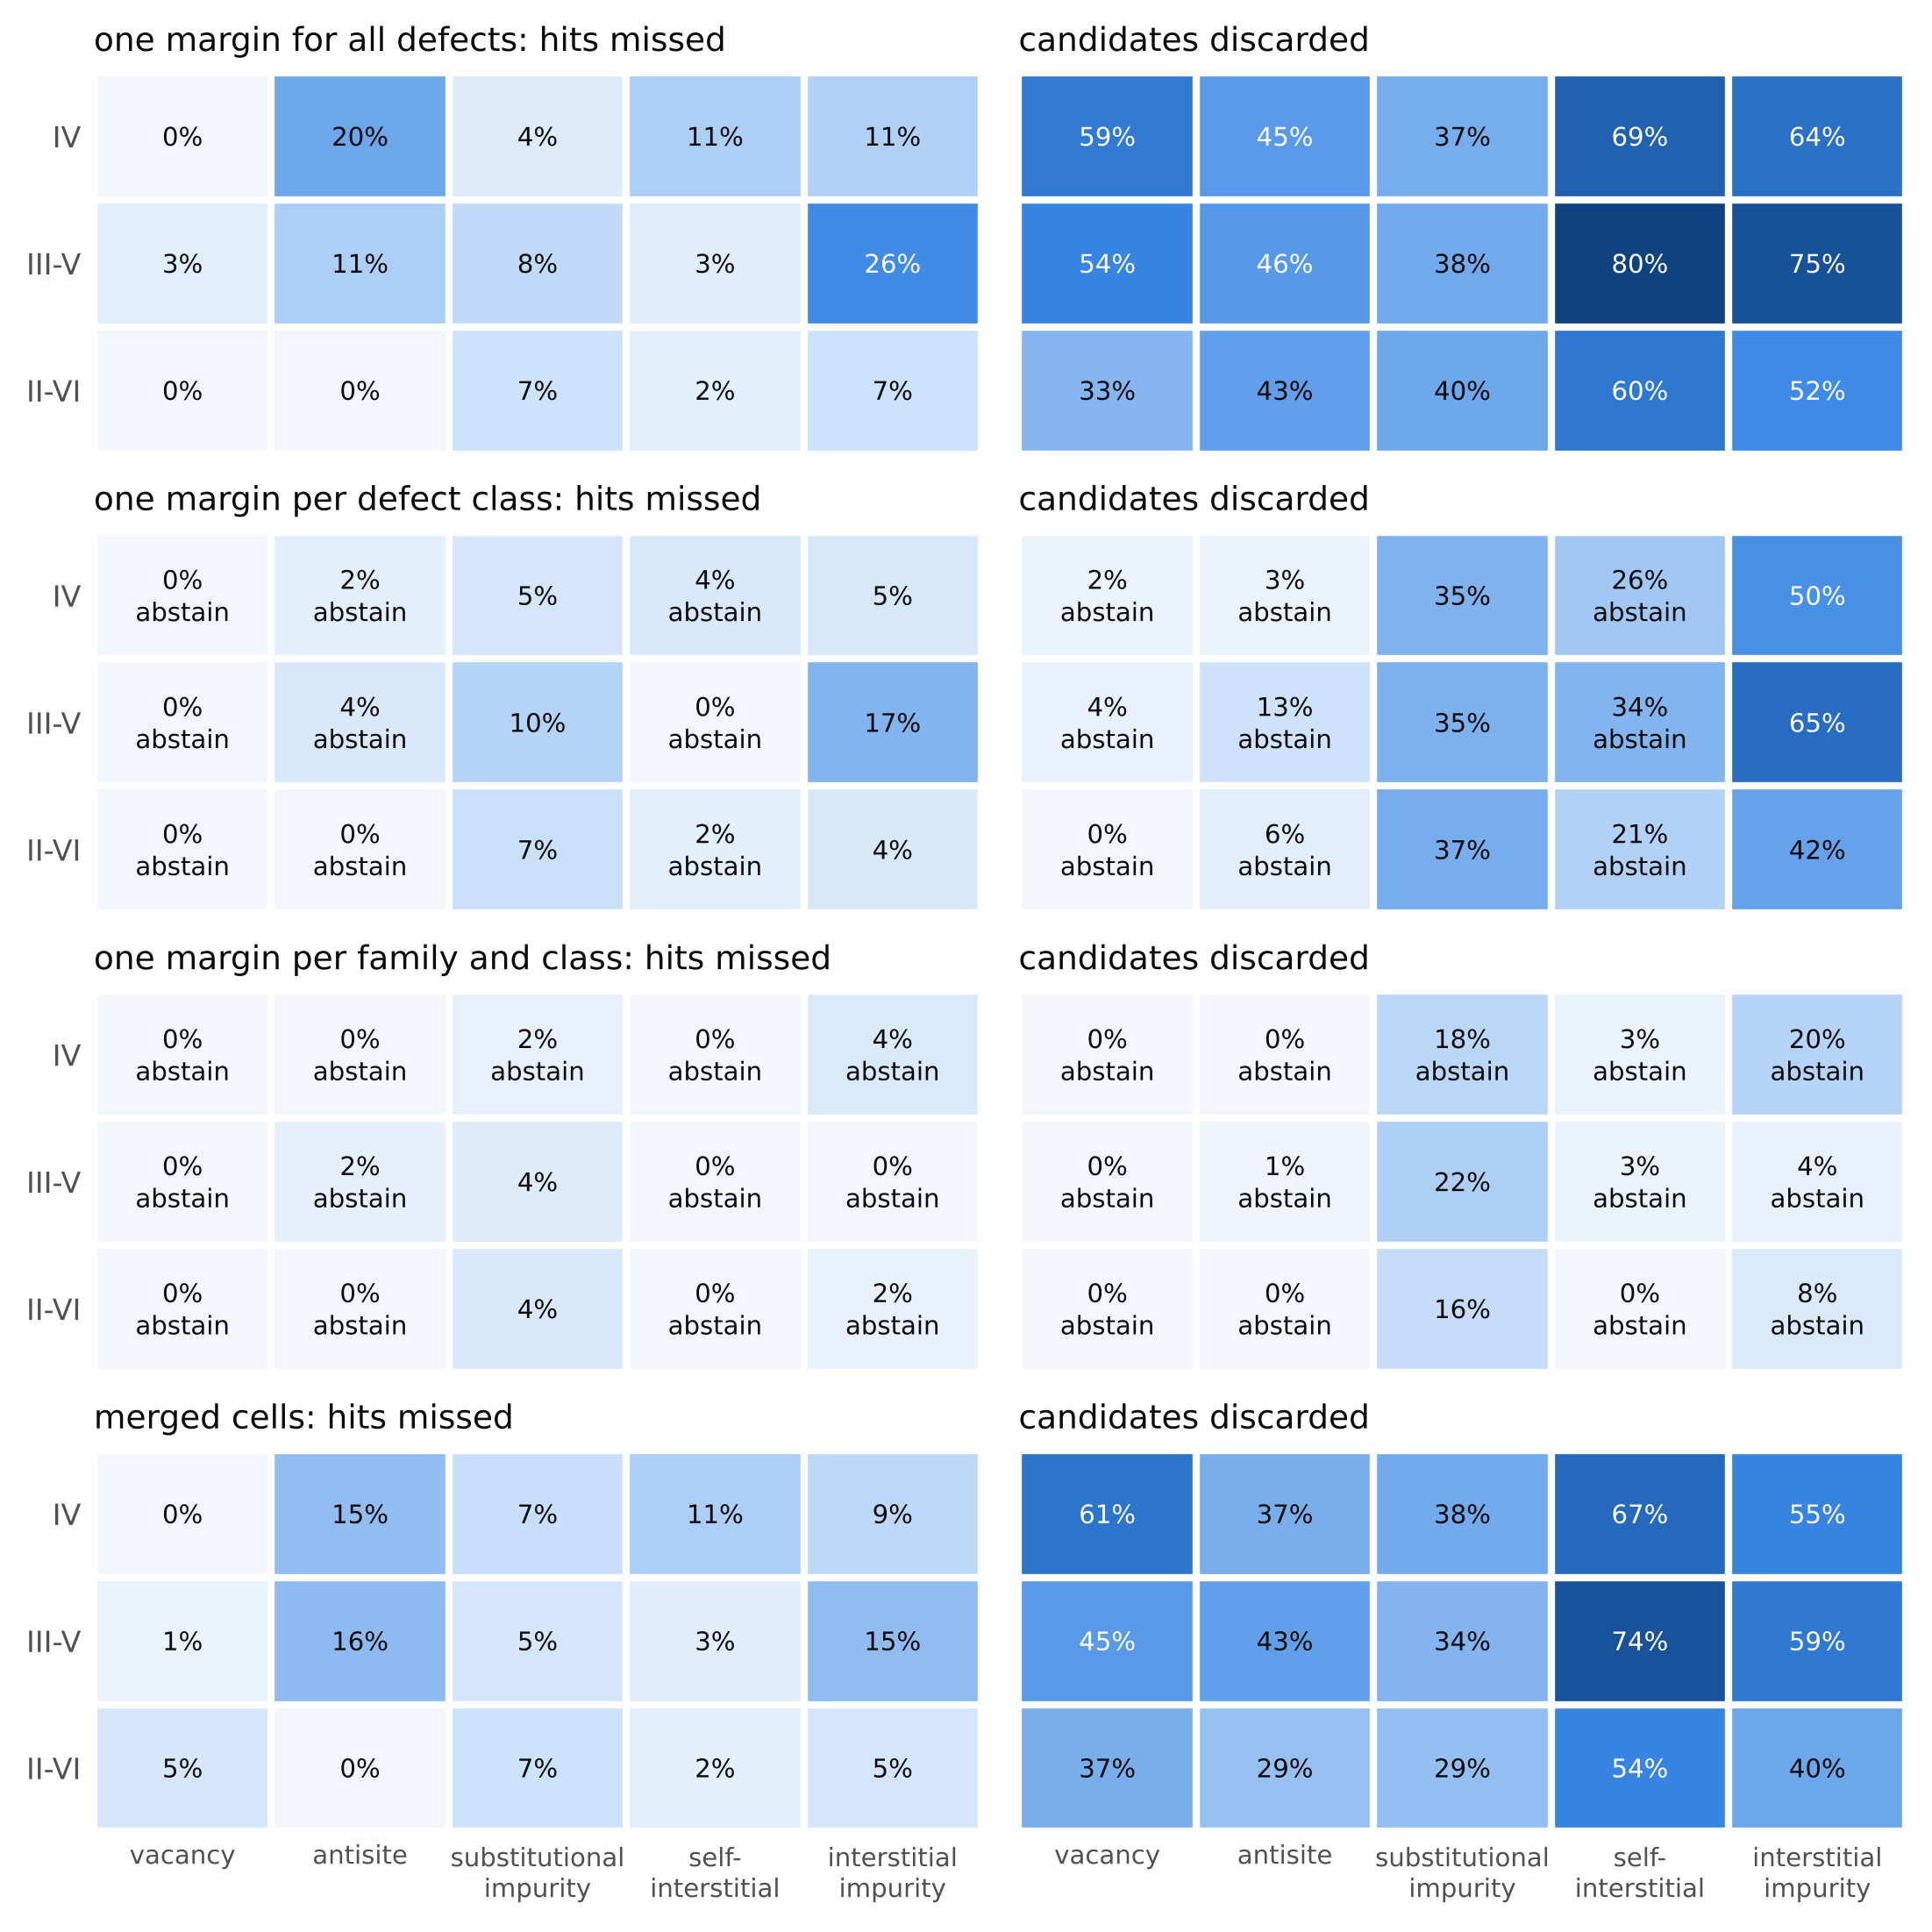 one margin for all defects: hits missed
candidates discarded
IV
0%
20%
4%
11%
11%
59%
45%
37%
69%
64%
III-V
3%
11%
8%
3%
26%
54%
46%
38%
80%
75%
II-VI
0%
0%
7%
2%
7%
33%
43%
40%
60%
52%
one margin per defect class: hits missed
candidates discarded
IV
0%
abstain
2%
abstain
5%
4%
abstain
5%
2%
abstain
3%
abstain
35%
26%
abstain
50%
III-V
0%
abstain
4%
abstain
10%
0%
abstain
17%
4%
abstain
13%
abstain
35%
34%
abstain
65%
II-VI
0%
abstain
0%
abstain
7%
2%
abstain
4%
0%
abstain
6%
abstain
37%
21%
abstain
42%
one margin per family and class: hits missed
candidates discarded
IV
0%
abstain
0%
abstain
2%
abstain
0%
abstain
4%
abstain
0%
abstain
0%
abstain
18%
abstain
3%
abstain
20%
abstain
III-V
0%
abstain
2%
abstain
4%
0%
abstain
0%
abstain
0%
abstain
1%
abstain
22%
3%
abstain
4%
abstain
II-VI
0%
abstain
0%
abstain
4%
0%
abstain
2%
abstain
0%
abstain
0%
abstain
16%
0%
abstain
8%
abstain
merged cells: hits missed
candidates discarded
IV
0%
15%
7%
11%
9%
61%
37%
38%
67%
55%
III-V
1%
16%
5%
3%
15%
45%
43%
34%
74%
59%
II-VI
5%
0%
7%
2%
5%
37%
29%
29%
54%
40%
vacancy
antisite
substitutional
impurity
self-
interstitial
interstitial
impurity
vacancy
antisite
substitutional
impurity
self-
interstitial
interstitial
impurity